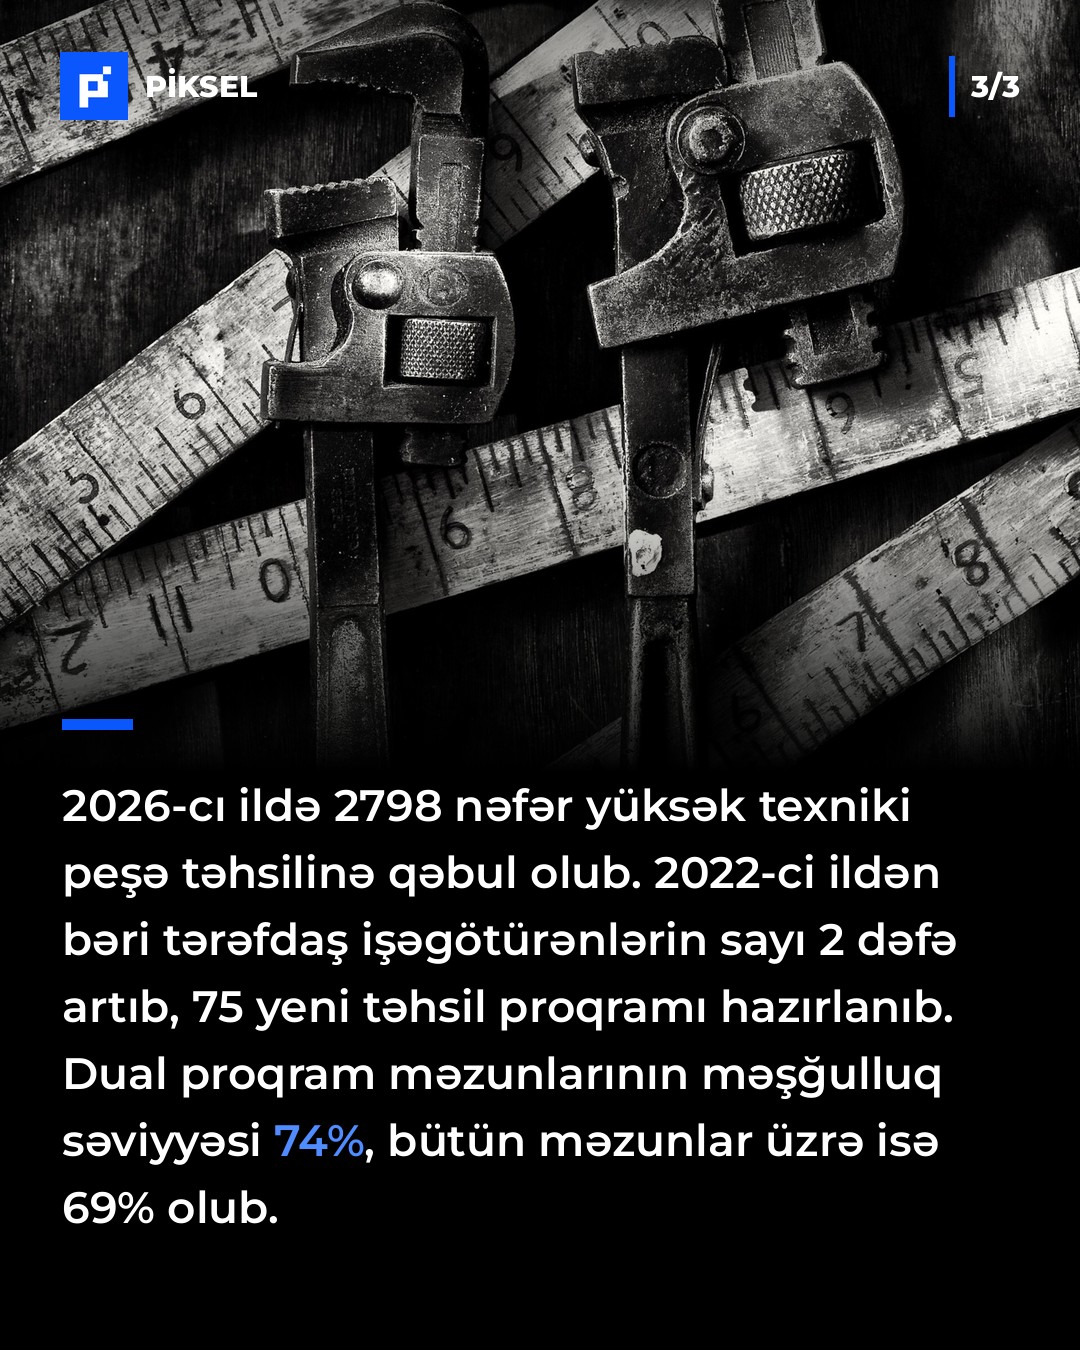 PİKSEL
3/3
2026-cı ildə 2798 nəfər yüksək texniki
peşə təhsilinə qəbul olub. 2022-ci ildən
bəri tərəfdaş işəgötürənlərin sayı 2 dəfə
artıb, 75 yeni təhsil proqramı hazırlanıb.
Dual proqram məzunlarının məşğulluq
səviyyəsi 74%, bütün məzunlar üzrə isə
69% olub.